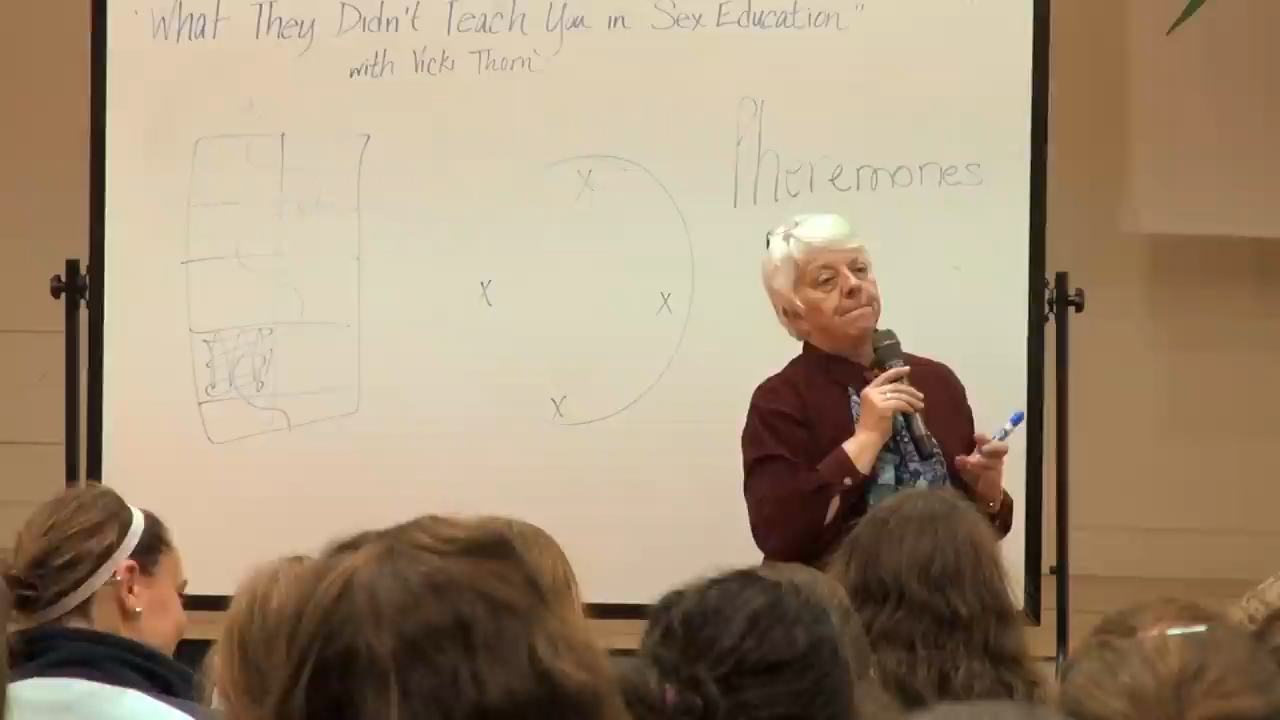 "What They Didn't Teach You in Sex Education"
with Vicki Thorn
Pheremones
X
X
X
X